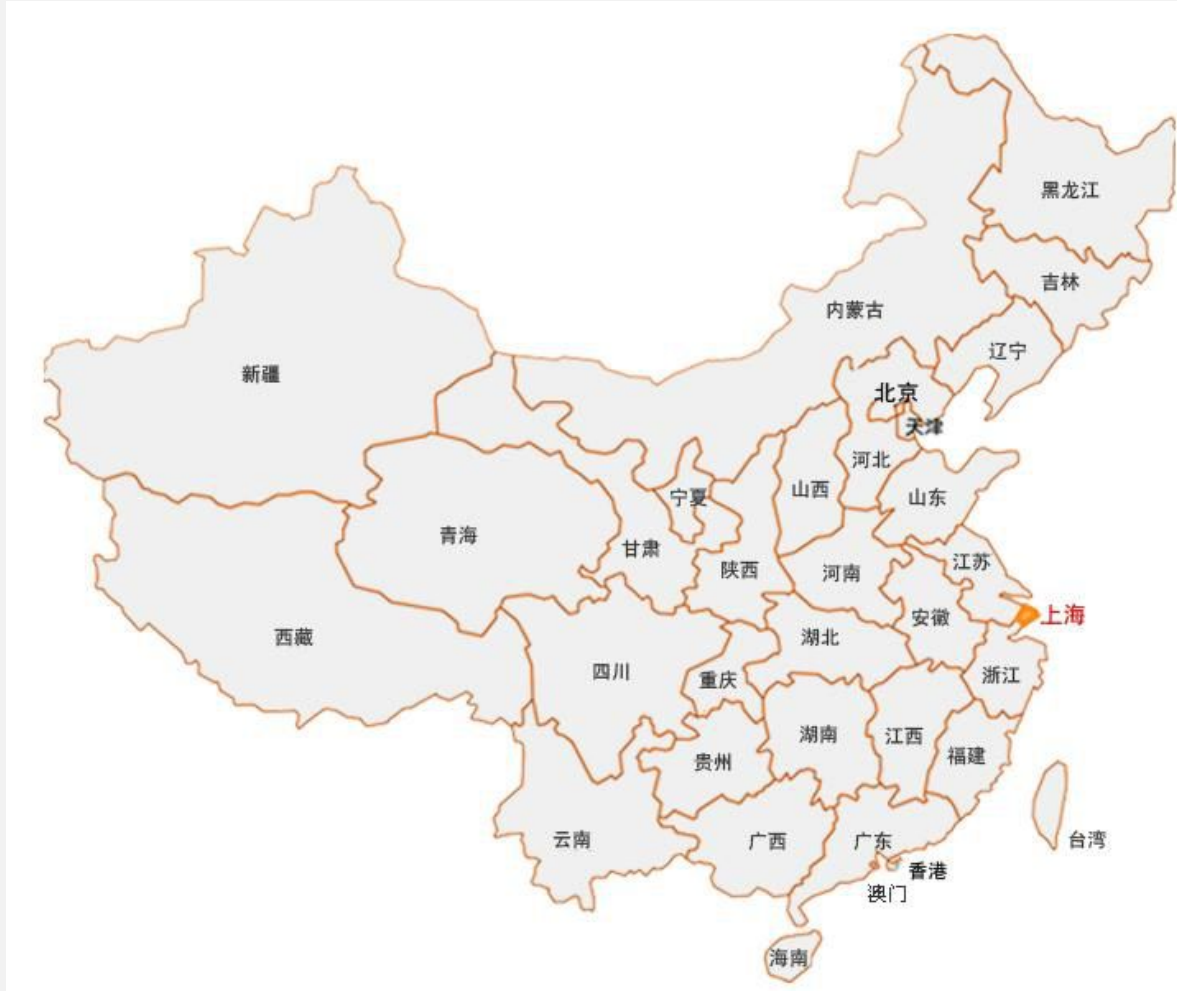 黑龙江
吉林
内蒙古
辽宁
新疆
北京
天津
河北
山西
宁夏
山东
青海
甘肃
江苏
陕西
河南
上海
安徽
西藏
湖北
四川
浙江
重庆
湖南
江西
福建
贵州
云南
广西
广东
台湾
香港
澳门
海南